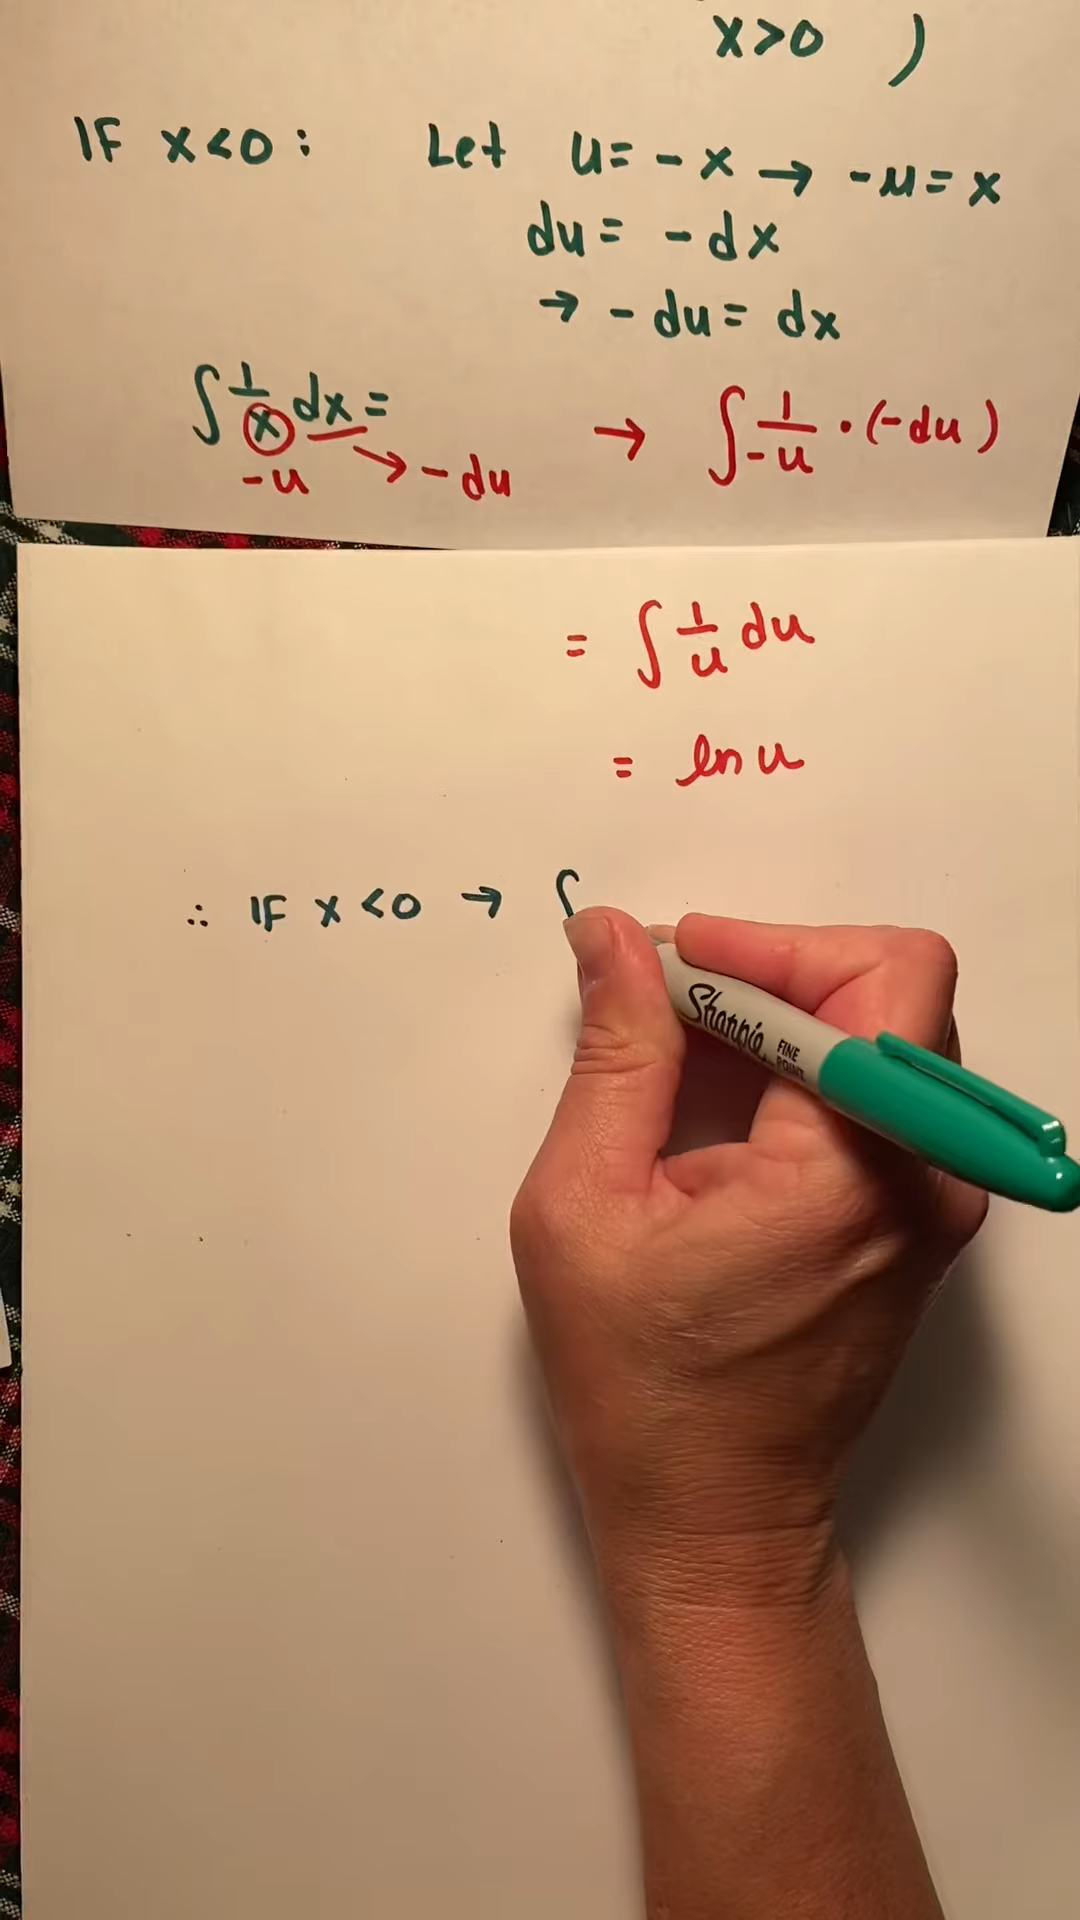 x>0 )
IF x<0: Let u= -x → -u= x
du= -dx
→ -du= dx
∫ 1/x dx= → ∫ 1/-u · (-du)
-u → -du
= ∫ 1/u du
= ln u
∴ IF x<0 → ∫
Sharpie
FINE
POINT